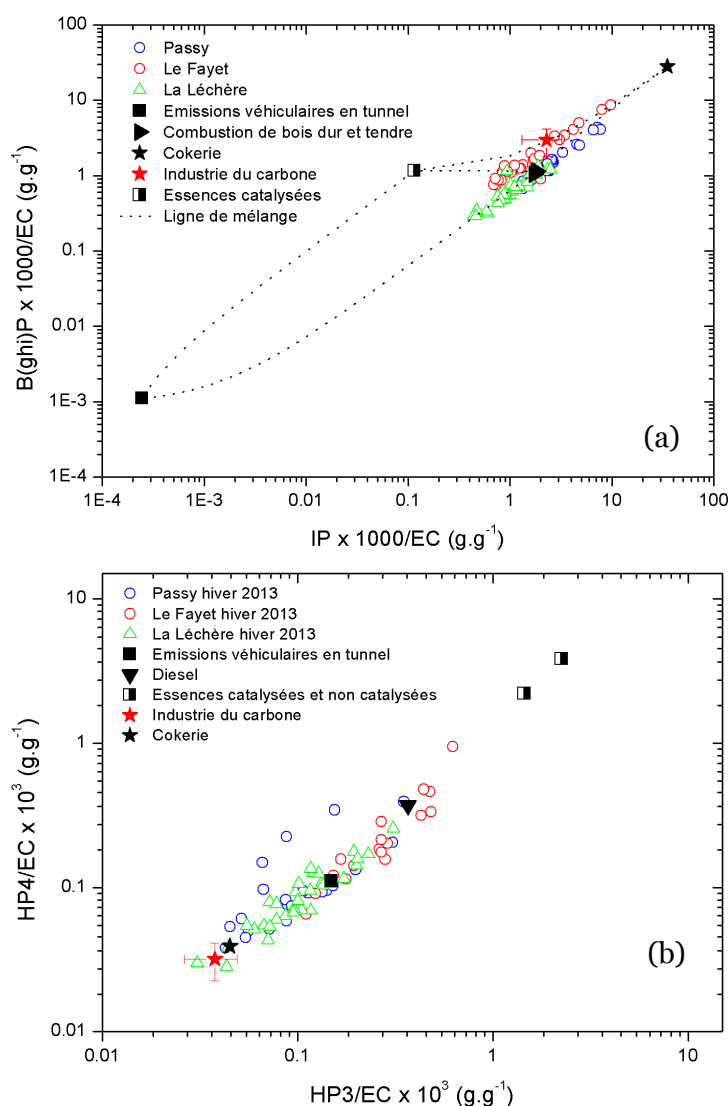 100
10
1
0.1
0.01
1E-3
1E-4
B(ghi)P x 1000/EC (g.g-1)
Passy
Le Fayet
La Léchère
Emissions véhiculaires en tunnel
Combustion de bois dur et tendre
Cokerie
Industrie du carbone
Essences catalysées
Ligne de mélange
(a)
1E-4 1E-3 0.01 0.1 1 10 100
IP x 1000/EC (g.g-1)
10
1
0.1
0.01
HP4/EC x 10³ (g.g-1)
Passy hiver 2013
Le Fayet hiver 2013
La Léchère hiver 2013
Emissions véhiculaires en tunnel
Diesel
Essences catalysées et non catalysées
Industrie du carbone
Cokerie
(b)
0.01 0.1 1 10
HP3/EC x 10³ (g.g-1)